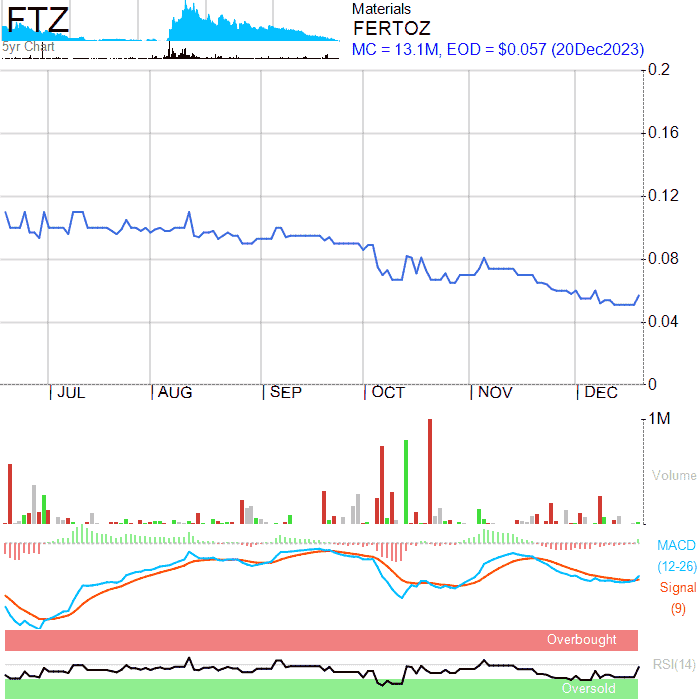 FTZ
5yr Chart
Materials
FERTOZ
MC = 13.1M, EOD = $0.057 (20Dec2023)
0.2
0.16
0.12
0.08
0.04
0
JUL AUG SEP OCT NOV DEC
1M
Volume
MACD
(12-26)
Signal
(9)
Overbought
RSI(14)
Oversold